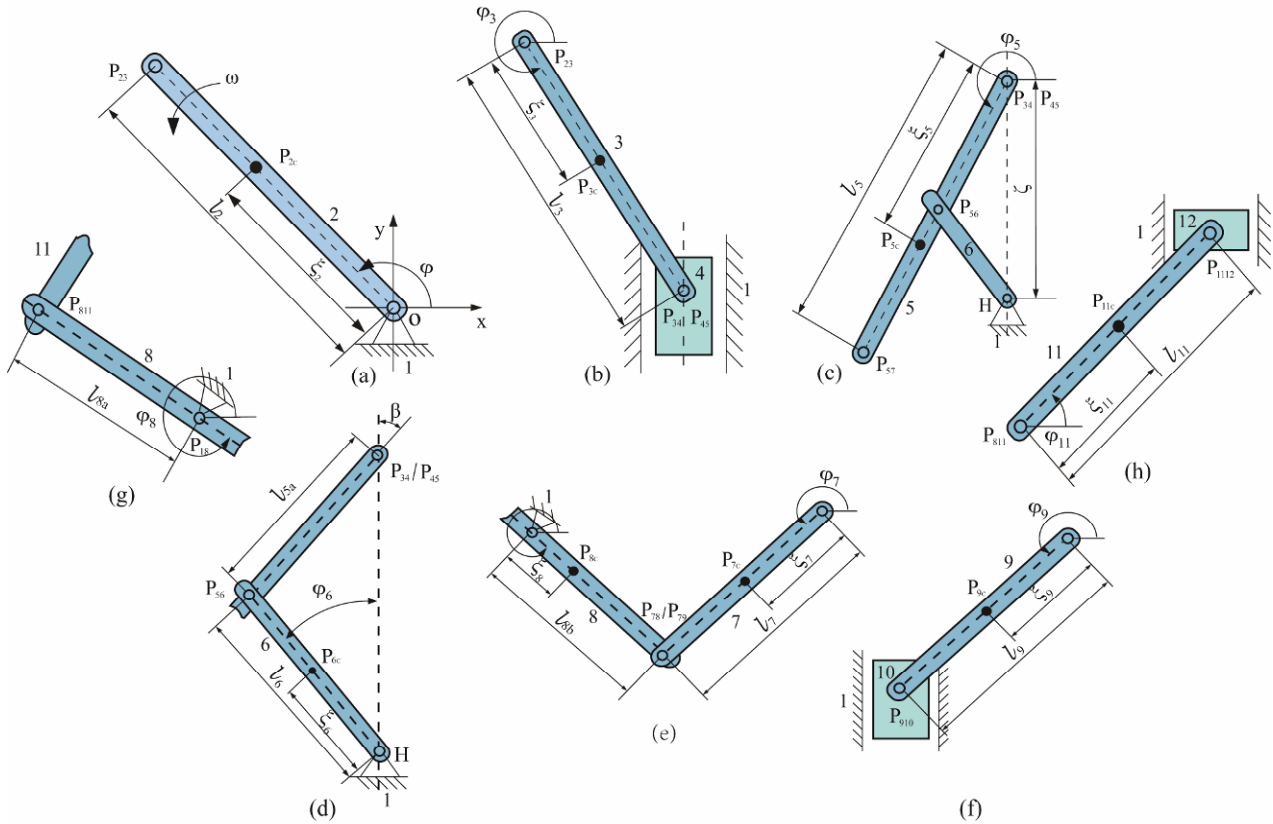 P₂₃
ω
P₂c
l₂
ξ₂
2
y
φ
O
x
1
(a)
φ₃
P₂₃
ξ₃
3
P₃c
l₃
4
1
P₃₄ P₄₅
(b)
φ₅
P₃₄ P₄₅
ξ₅
l₅
ζ
P₅₆
P₅c
6
5
H
1
P₅₇
(c)
1
12
P₁₁₁₂
P₁₁c
11
l₁₁
ξ₁₁
P₈₁₁
φ₁₁
(h)
11
P₈₁₁
8
1
l₈a
φ₈
P₁₈
(g)
β
P₃₄/P₄₅
l₅a
P₅₆
φ₆
6
P₆c
l₆
ξ₆
H
1
(d)
1
φ₇
P₈c
P₇c
ξ₈
ξ₇
P₇₈/P₇₉
l₈b
8
7
l₇
(e)
φ₉
9
P₉c
ξ₉
l₉
10
1
P₉₁₀
(f)